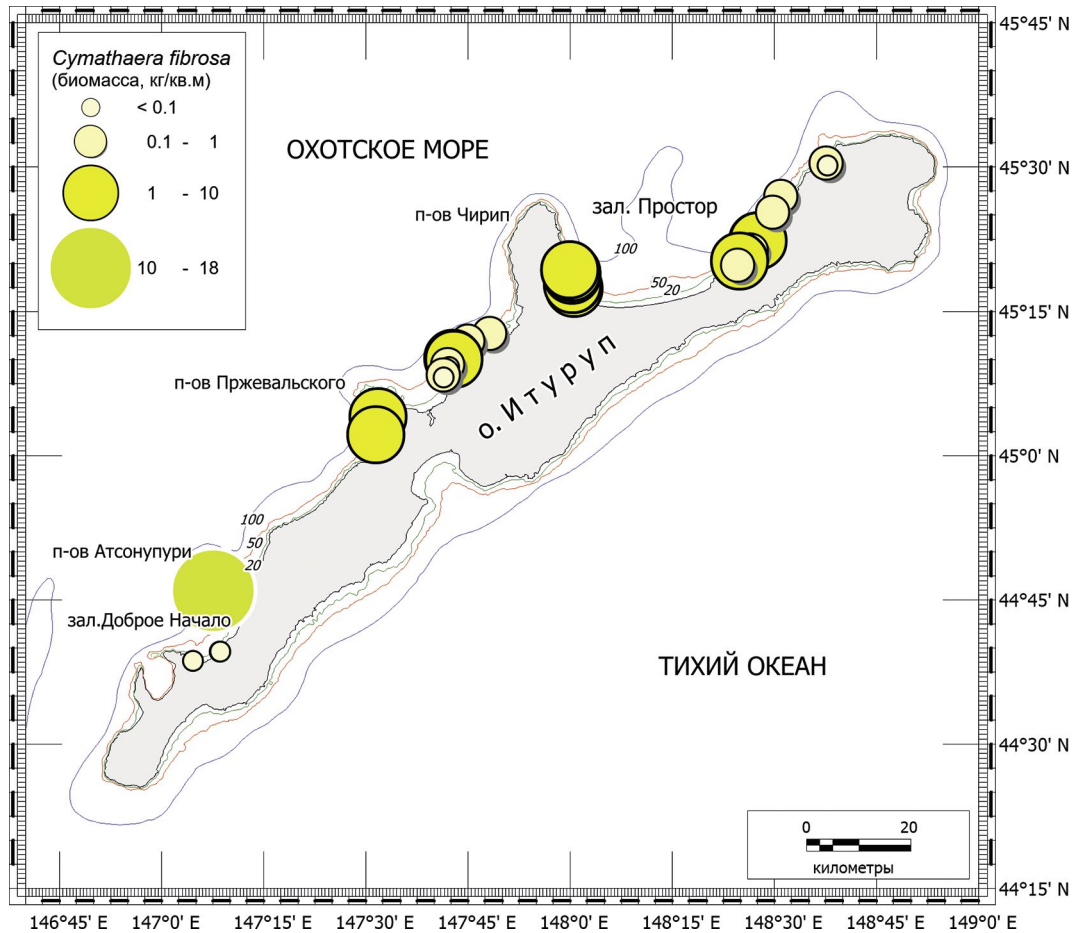 Cymathaera fibrosa
(биомасса, кг/кв.м)
< 0.1
0.1 - 1
1 - 10
10 - 18
ОХОТСКОЕ МОРЕ
п-ов Чирип
зал. Простор
100
50
20
п-ов Пржевальского
о. Итуруп
100
50
20
п-ов Атсонупури
зал.Доброе Начало
ТИХИЙ ОКЕАН
0 20
километры
45°45' N
45°30' N
45°15' N
45°0' N
44°45' N
44°30' N
44°15' N
146°45' E 147°0' E 147°15' E 147°30' E 147°45' E 148°0' E 148°15' E 148°30' E 148°45' E 149°0' E